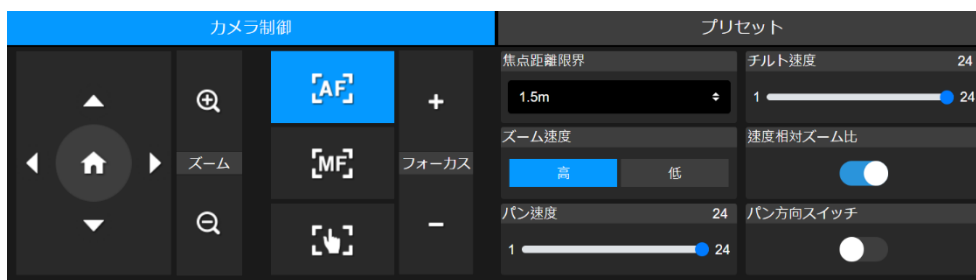 カメラ制御
プリセット
AF
MF
ズーム
+
フォーカス
−
焦点距離限界
1.5m
ズーム速度
高 低
パン速度 24
1 24
チルト速度 24
1 24
速度相対ズーム比
パン方向スイッチ